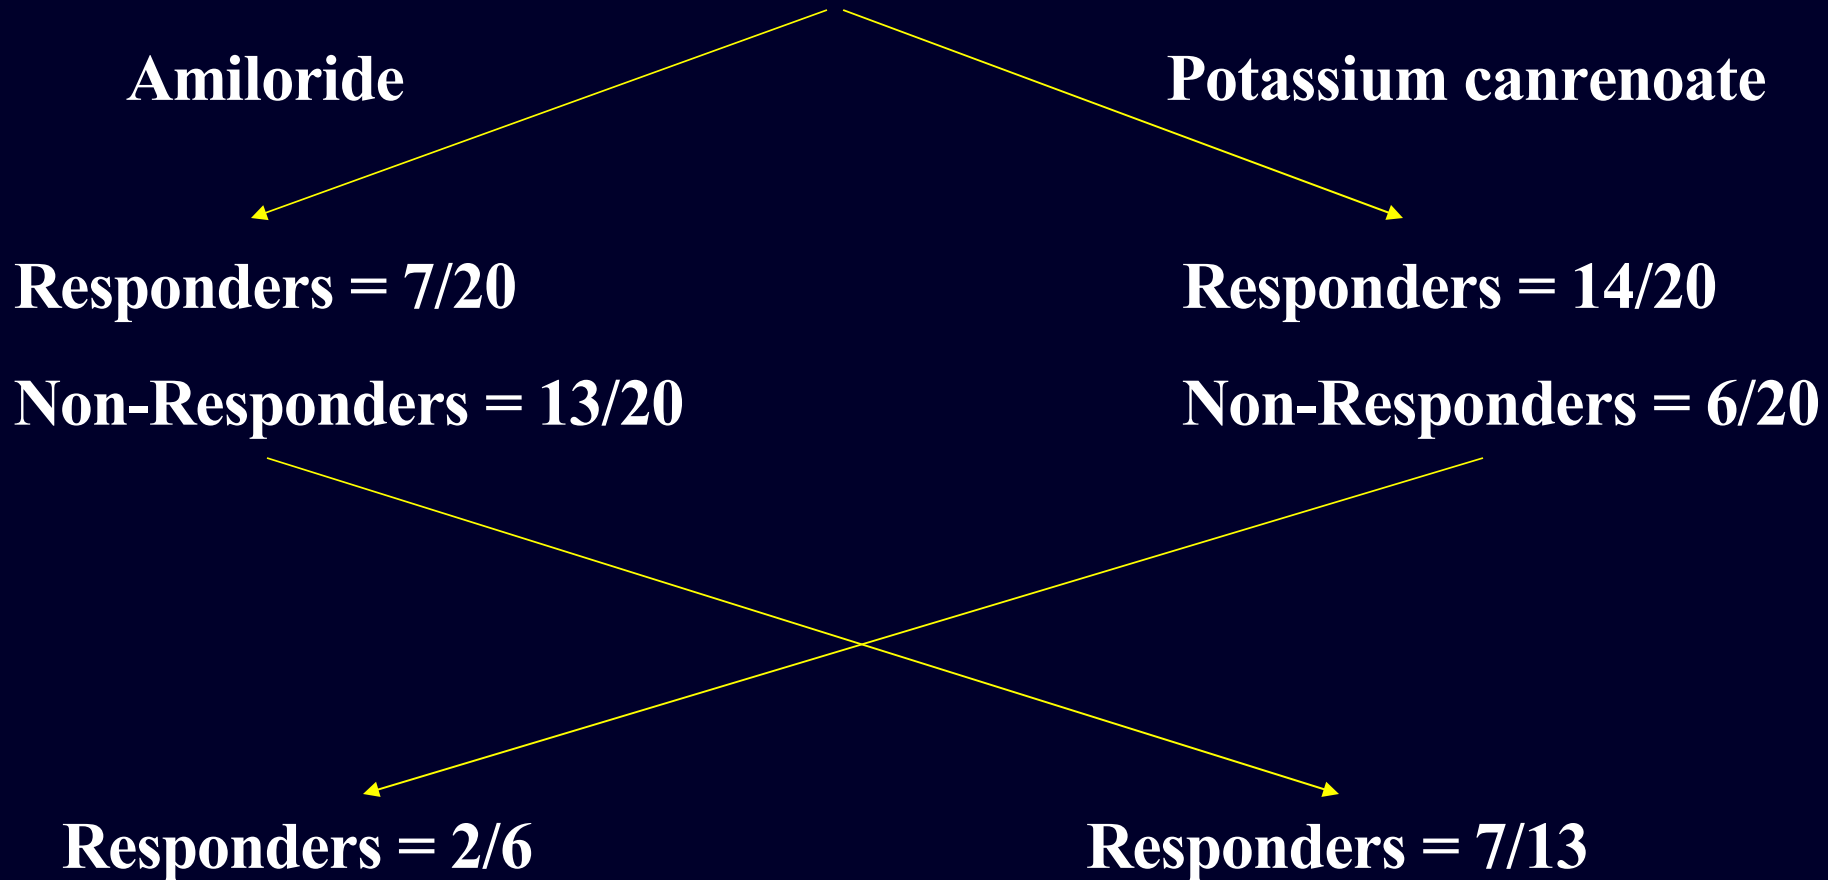 Amiloride
Potassium canrenoate
Responders = 7/20
Responders = 14/20
Non-Responders = 13/20
Non-Responders = 6/20
Responders = 2/6
Responders = 7/13